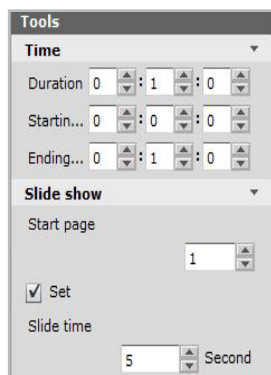 Tools
Time
Duration 0 : 1 : 0
Startin... 0 : 0 : 0
Ending... 0 : 1 : 0
Slide show
Start page
1
Set
Slide time
5 Second